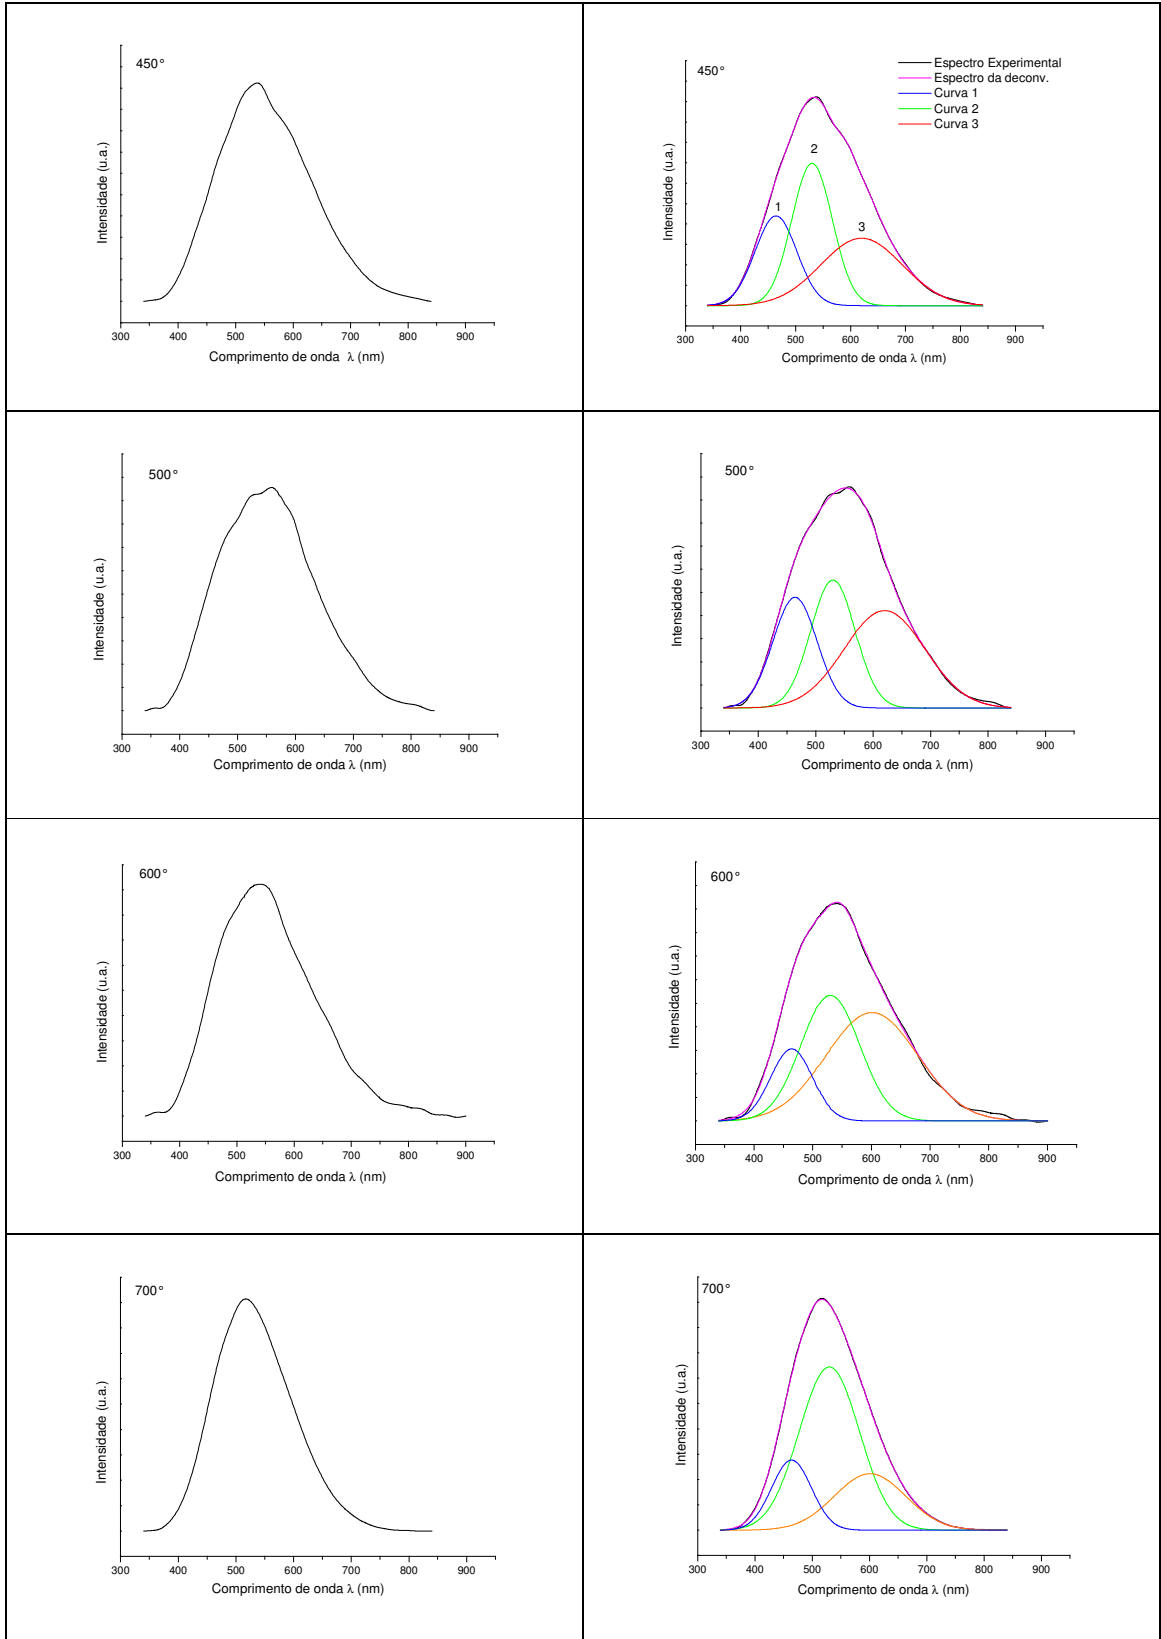 450°
Intensidade (u.a.)
300 400 500 600 700 800 900
Comprimento de onda λ (nm)
450°
Espectro Experimental
Espectro da deconv.
Curva 1
Curva 2
Curva 3
1
2
3
Intensidade (u.a.)
300 400 500 600 700 800 900
Comprimento de onda λ (nm)
500°
Intensidade (u.a.)
300 400 500 600 700 800 900
Comprimento de onda λ (nm)
500°
Intensidade (u.a.)
300 400 500 600 700 800 900
Comprimento de onda λ (nm)
600°
Intensidade (u.a.)
300 400 500 600 700 800 900
Comprimento de onda λ (nm)
600°
Intensidade (u.a.)
300 400 500 600 700 800 900
Comprimento de onda λ (nm)
700°
Intensidade (u.a.)
300 400 500 600 700 800 900
Comprimento de onda λ (nm)
700°
Intensidade (u.a.)
300 400 500 600 700 800 900
Comprimento de onda λ (nm)